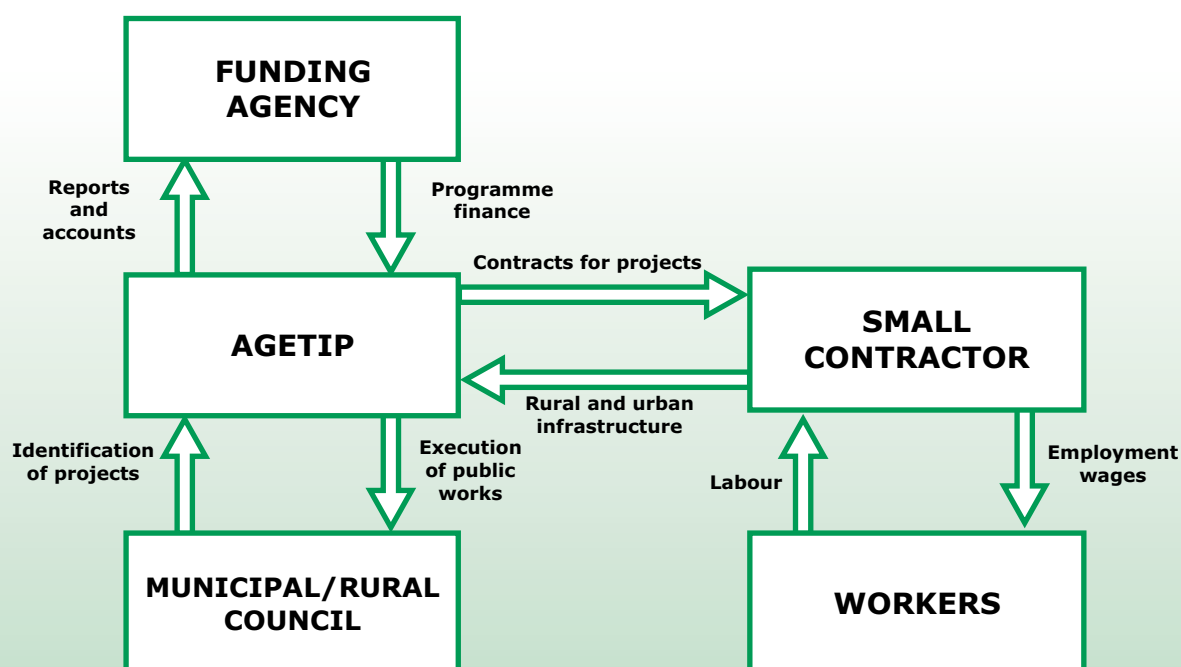 FUNDING
AGENCY
Reports
and
accounts
Programme
finance
Contracts for projects
AGETIP
SMALL
CONTRACTOR
Rural and urban
infrastructure
Identification
of projects
Execution
of public
works
Labour
Employment
wages
MUNICIPAL/RURAL
COUNCIL
WORKERS